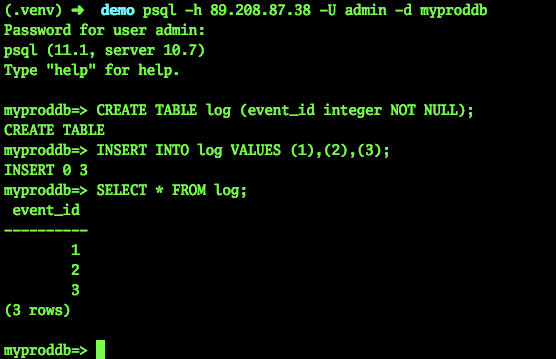 (.venv) ➜  demo psql -h 89.208.87.38 -U admin -d myproddb
Password for user admin:
psql (11.1, server 10.7)
Type "help" for help.

myproddb=> CREATE TABLE log (event_id integer NOT NULL);
CREATE TABLE
myproddb=> INSERT INTO log VALUES (1),(2),(3);
INSERT 0 3
myproddb=> SELECT * FROM log;
 event_id
----------
        1
        2
        3
(3 rows)

myproddb=>